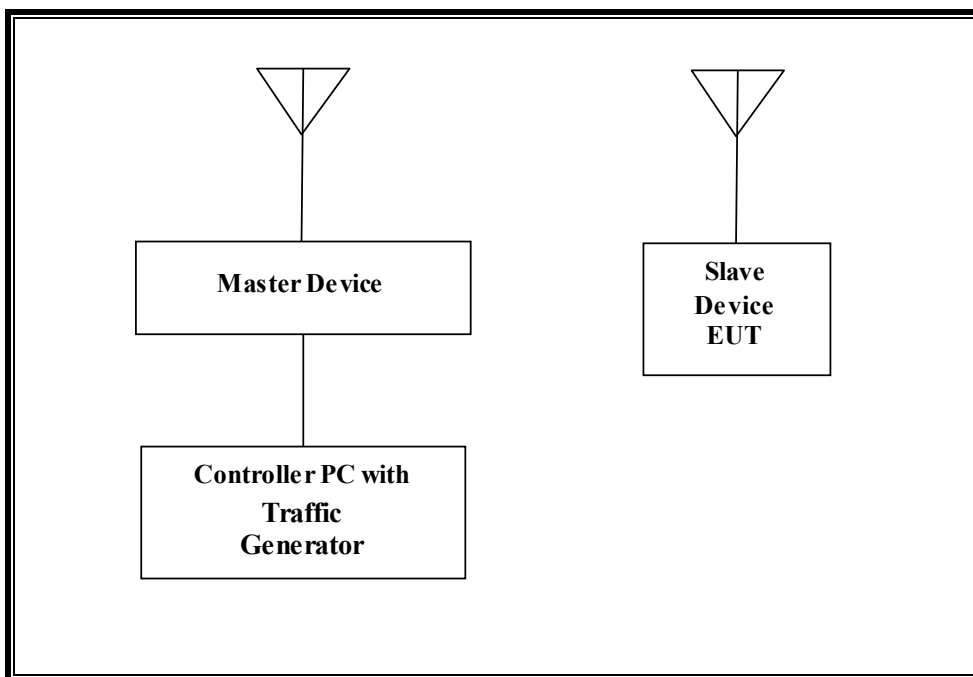 Master Device
Slave
Device
EUT
Controller PC with
Traffic
Generator